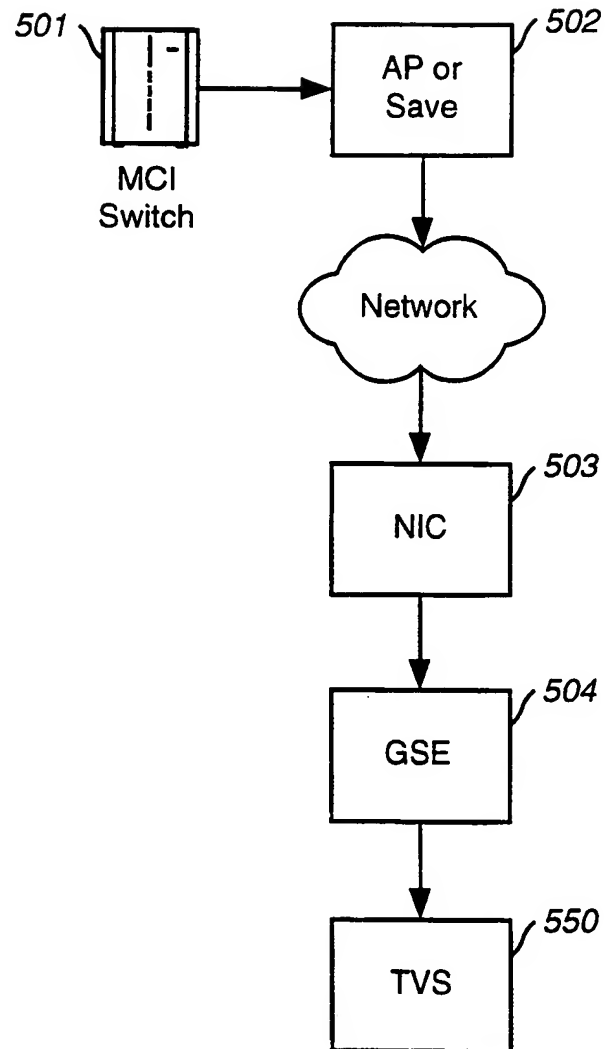 501
502
AP or
Save
MCI
Switch
Network
503
NIC
504
GSE
550
TVS